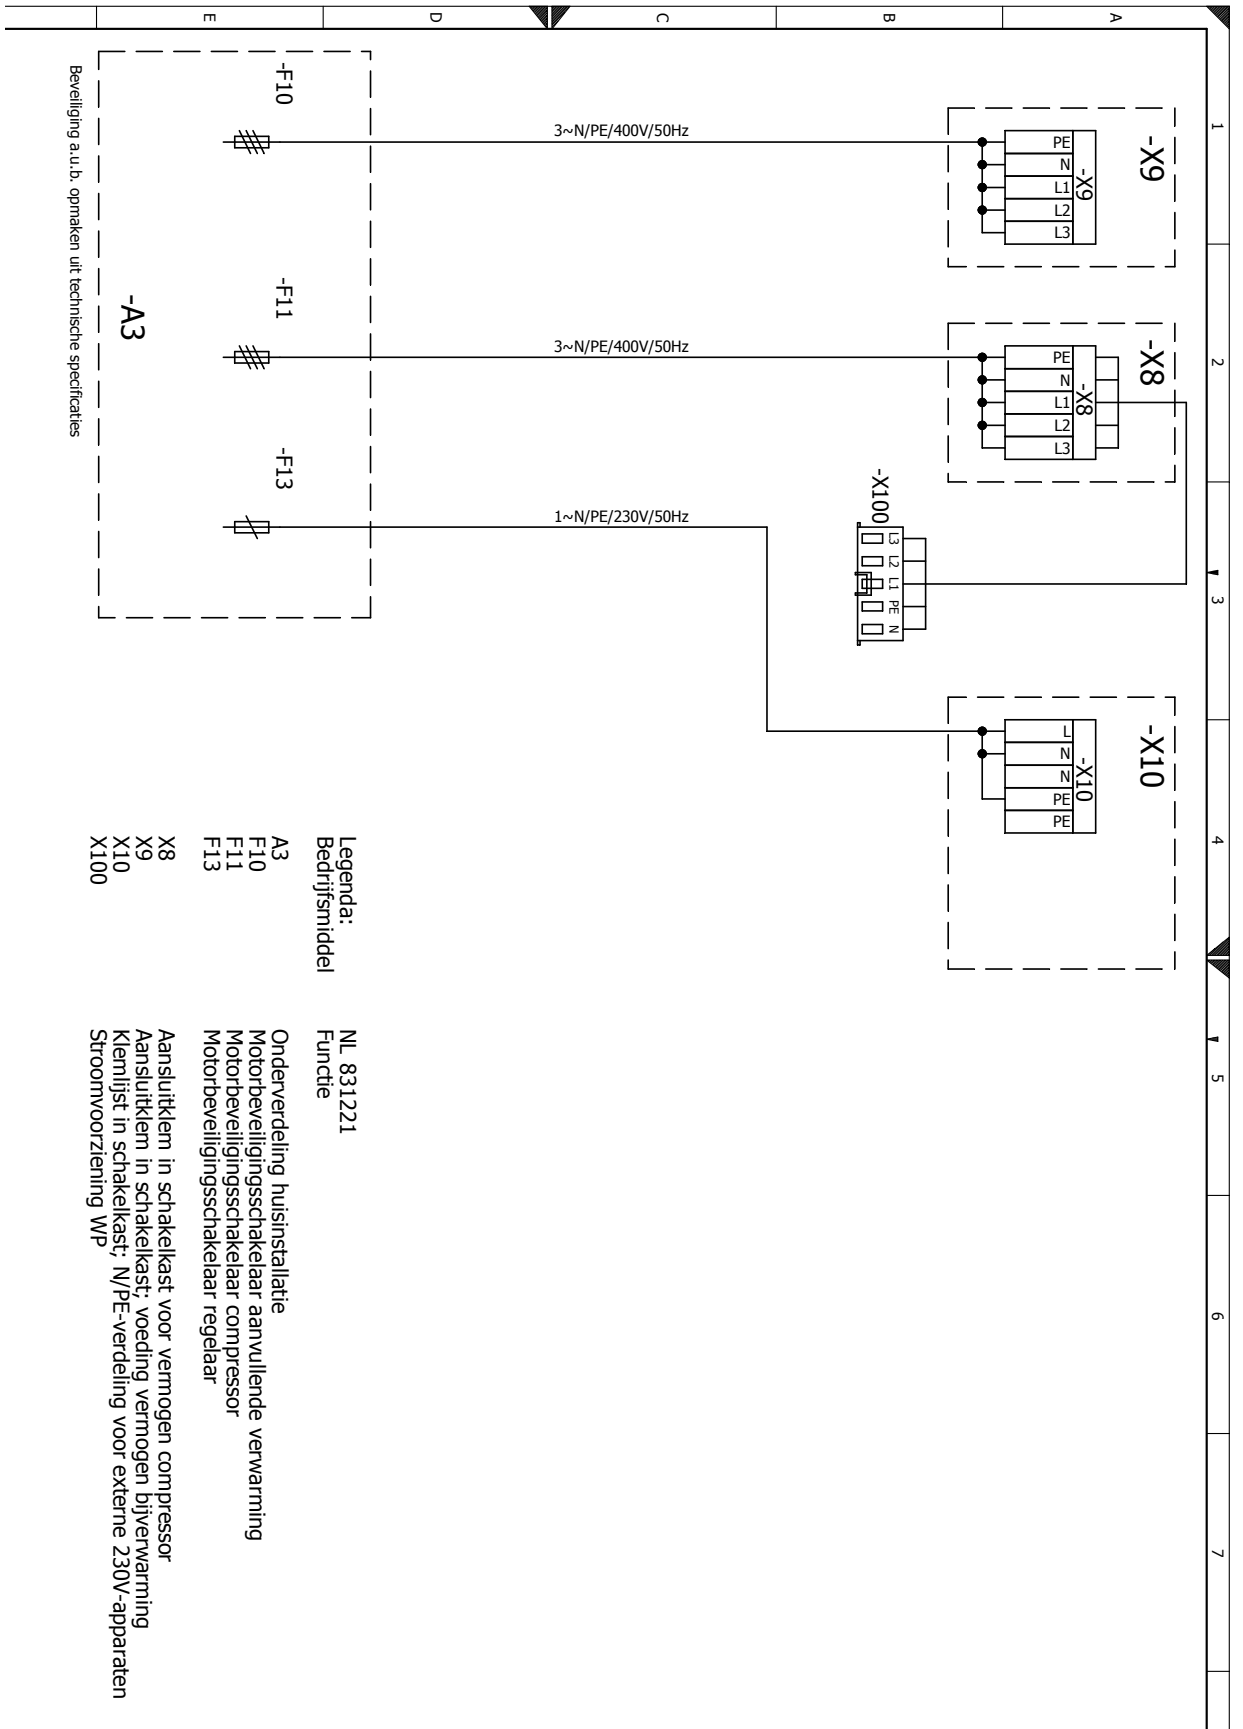 1
2
3
4
5
6
7
A
B
C
D
E
-X9
-X9
PE
N
L1
L2
L3
-X8
-X8
PE
N
L1
L2
L3
-X100
L3
L2
L1
PE
N
-X10
-X10
L
N
N
PE
PE
3~N/PE/400V/50Hz
3~N/PE/400V/50Hz
1~N/PE/230V/50Hz
-F10
-F11
-F13
-A3
Beveiliging a.u.b. opmaken uit technische specificaties
Legenda: NL 831221
Bedrijfsmiddel Functie
A3 Onderverdeling huisinstallatie
F10 Motorbeveiligingsschakelaar aanvullende verwarming
F11 Motorbeveiligingsschakelaar compressor
F13 Motorbeveiligingsschakelaar regelaar
X8 Aansluitklem in schakelkast voor vermogen compressor
X9 Aansluitklem in schakelkast; voeding vermogen bijverwarming
X10 Klemlijst in schakelkast; N/PE-verdeling voor externe 230V-apparaten
X100 Stroomvoorziening WP